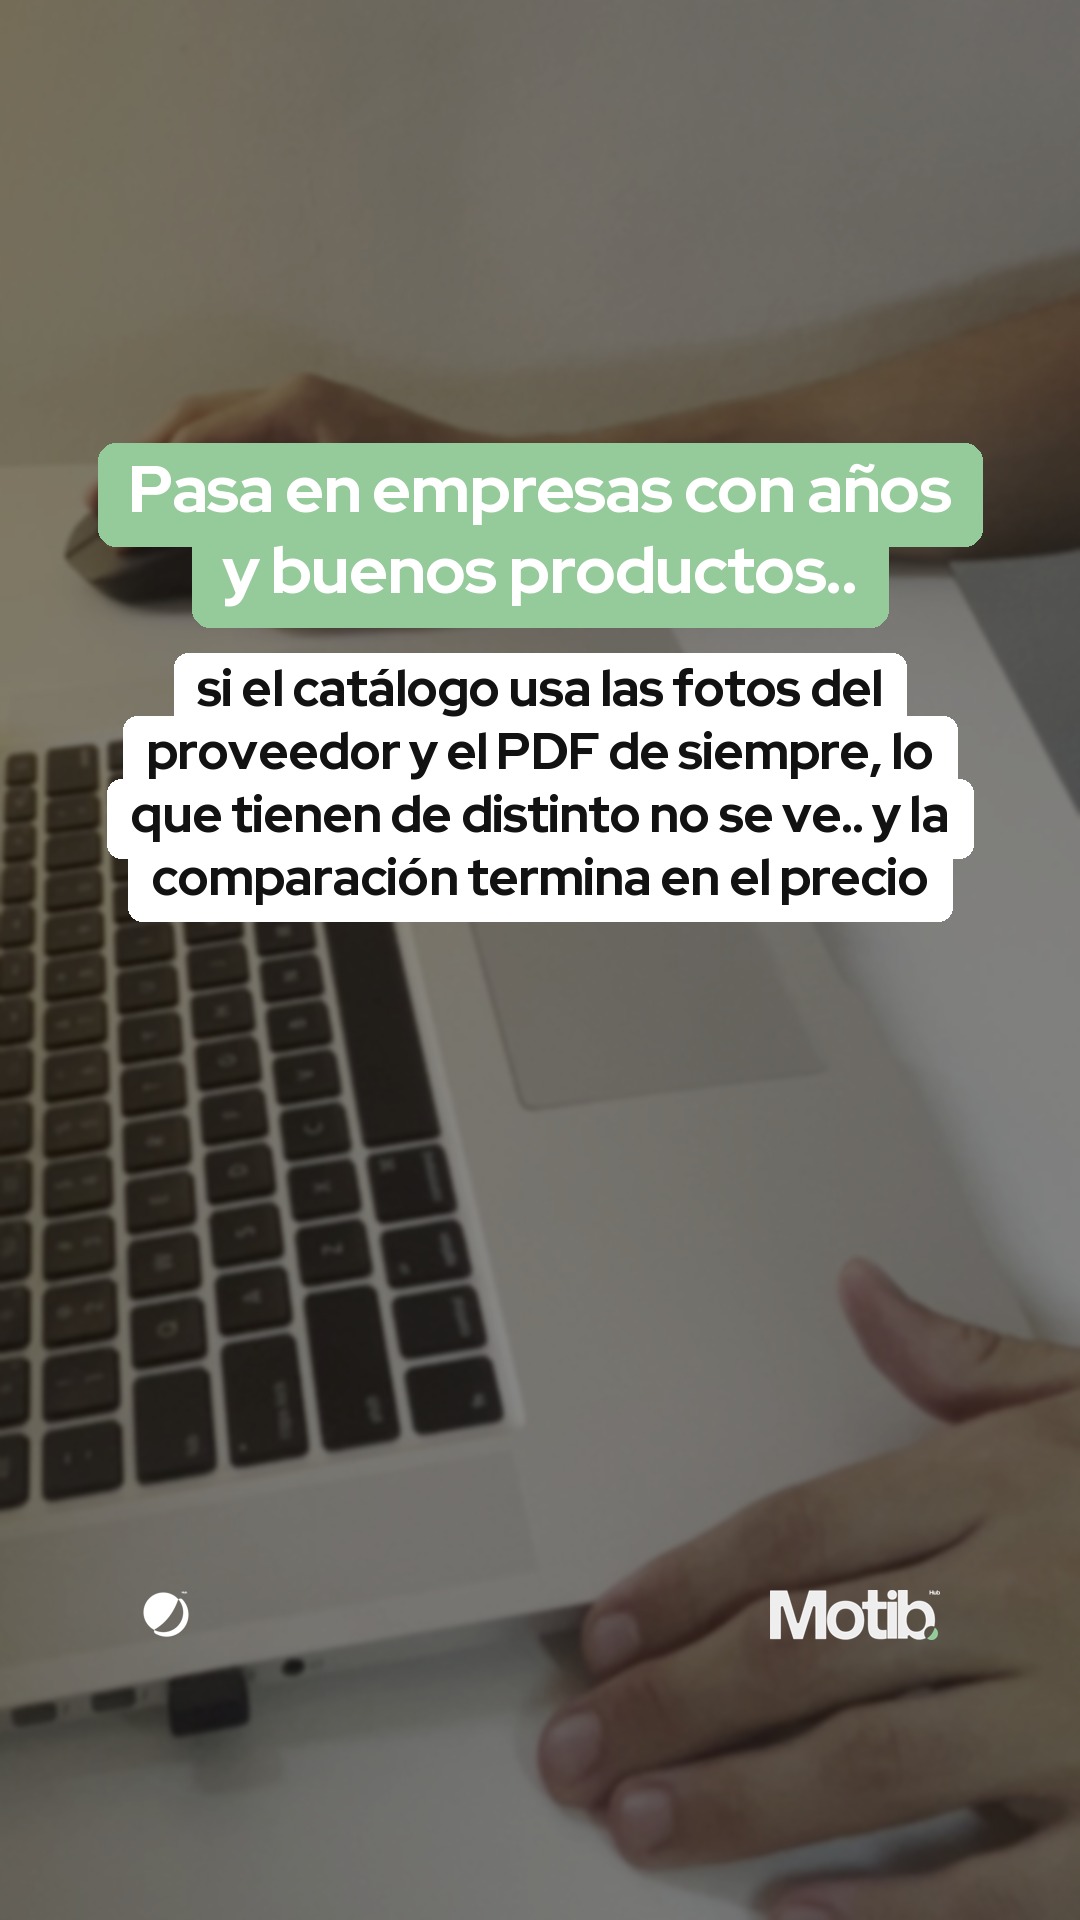 Pasa en empresas con años
y buenos productos..
si el catálogo usa las fotos del
proveedor y el PDF de siempre, lo
que tienen de distinto no se ve.. y la
comparación termina en el precio
Motib
Hub